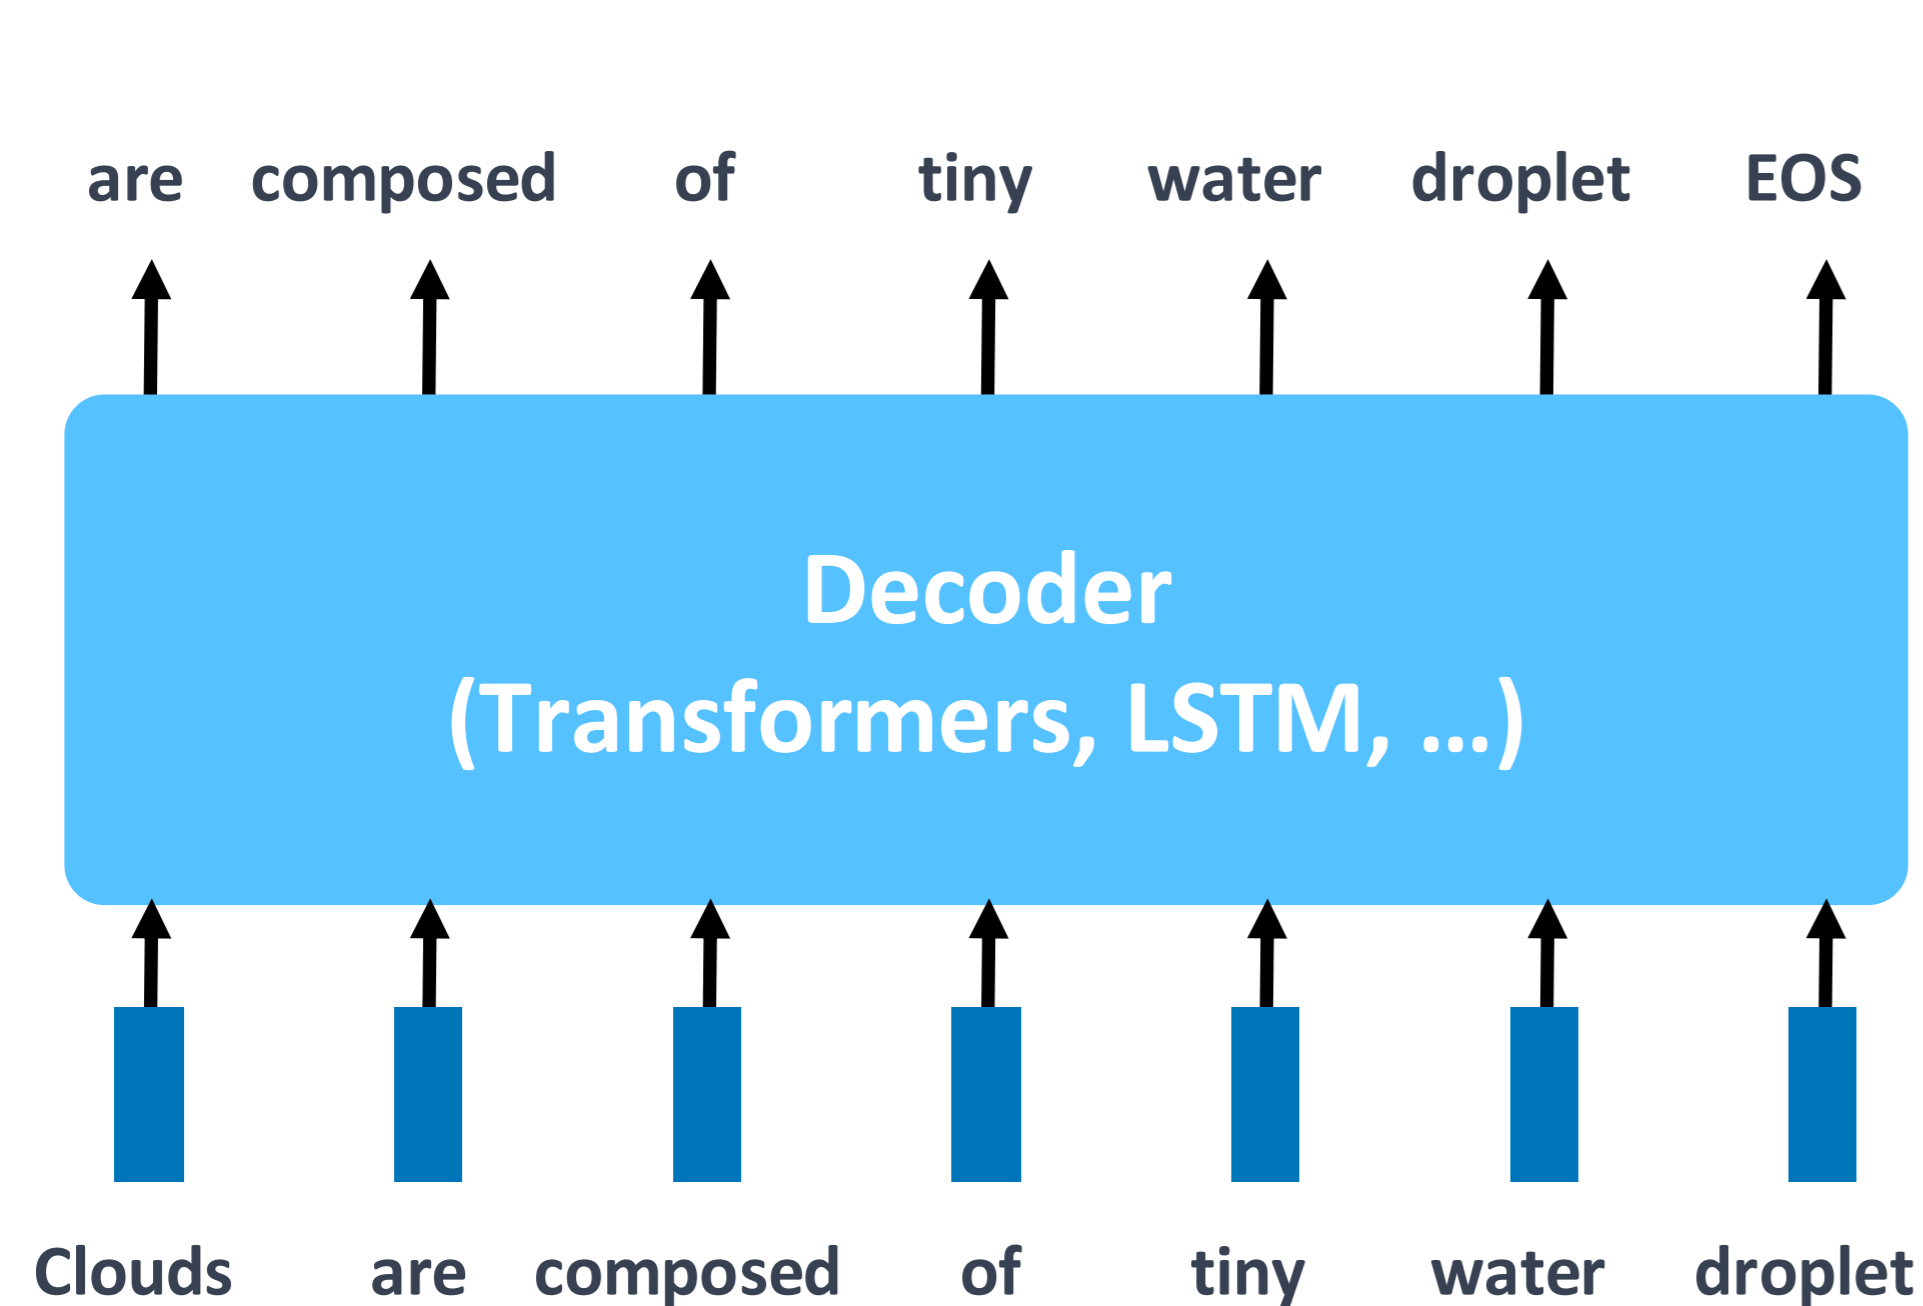 are composed of tiny water droplet EOS
Decoder
(Transformers, LSTM, ...)
Clouds are composed of tiny water droplet